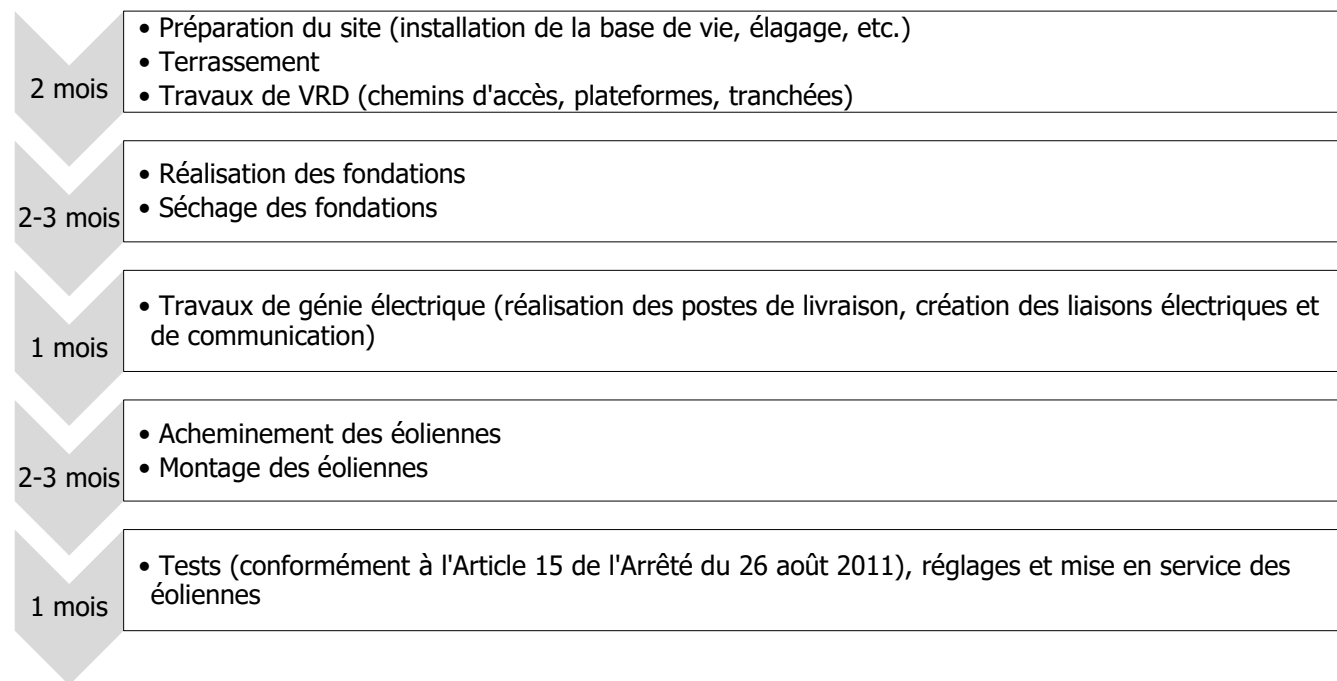 2 mois
• Préparation du site (installation de la base de vie, élagage, etc.)
• Terrassement
• Travaux de VRD (chemins d'accès, plateformes, tranchées)
2-3 mois
• Réalisation des fondations
• Séchage des fondations
1 mois
• Travaux de génie électrique (réalisation des postes de livraison, création des liaisons électriques et
de communication)
2-3 mois
• Acheminement des éoliennes
• Montage des éoliennes
1 mois
• Tests (conformément à l'Article 15 de l'Arrêté du 26 août 2011), réglages et mise en service des
éoliennes